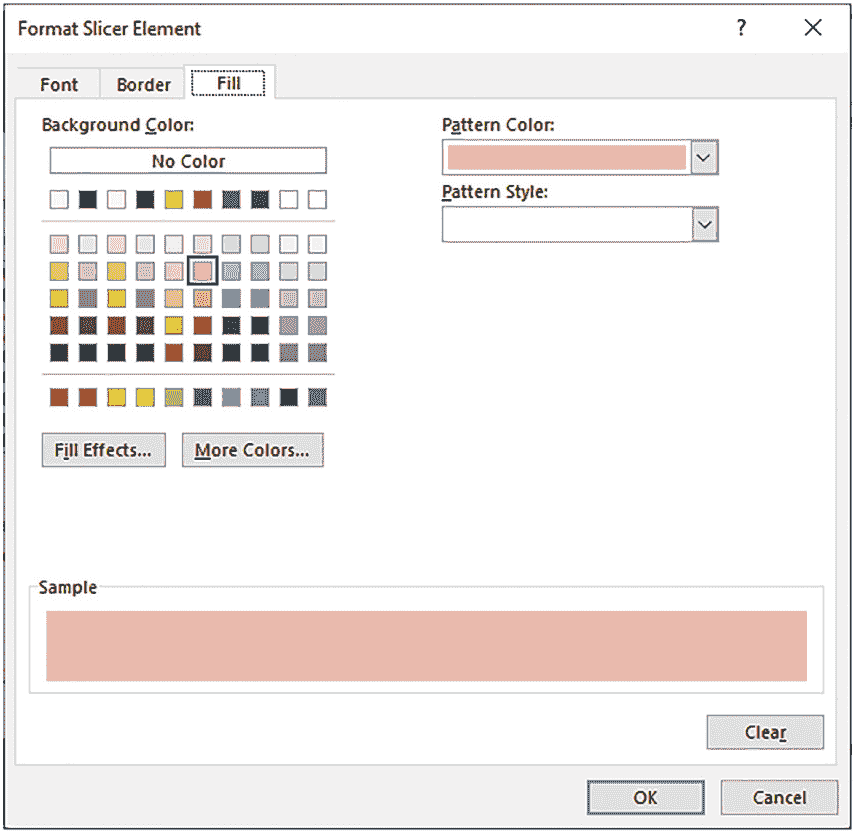 Format Slicer Element ?
Font Border Fill
Background Color: Pattern Color:
No Color
Pattern Style:
Fill Effects... More Colors...
Sample
Clear
OK Cancel